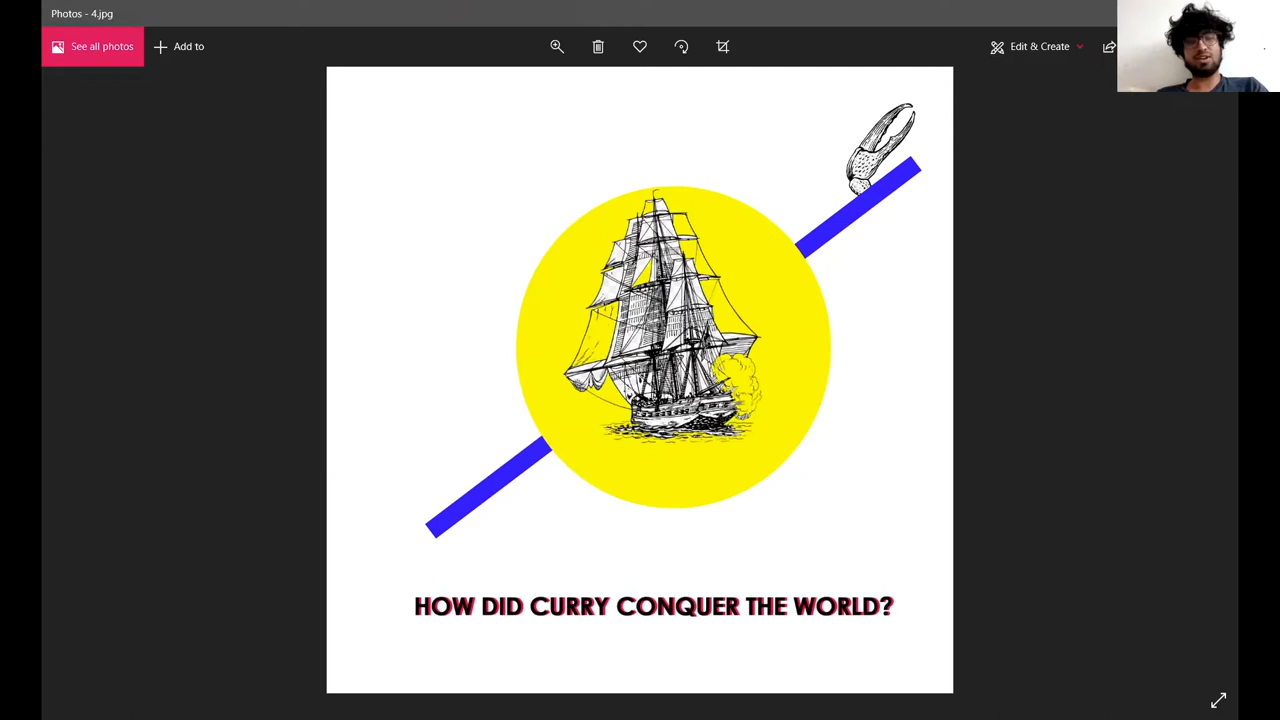 Photos - 4.jpg
See all photos
Add to
Edit & Create
HOW DID CURRY CONQUER THE WORLD?